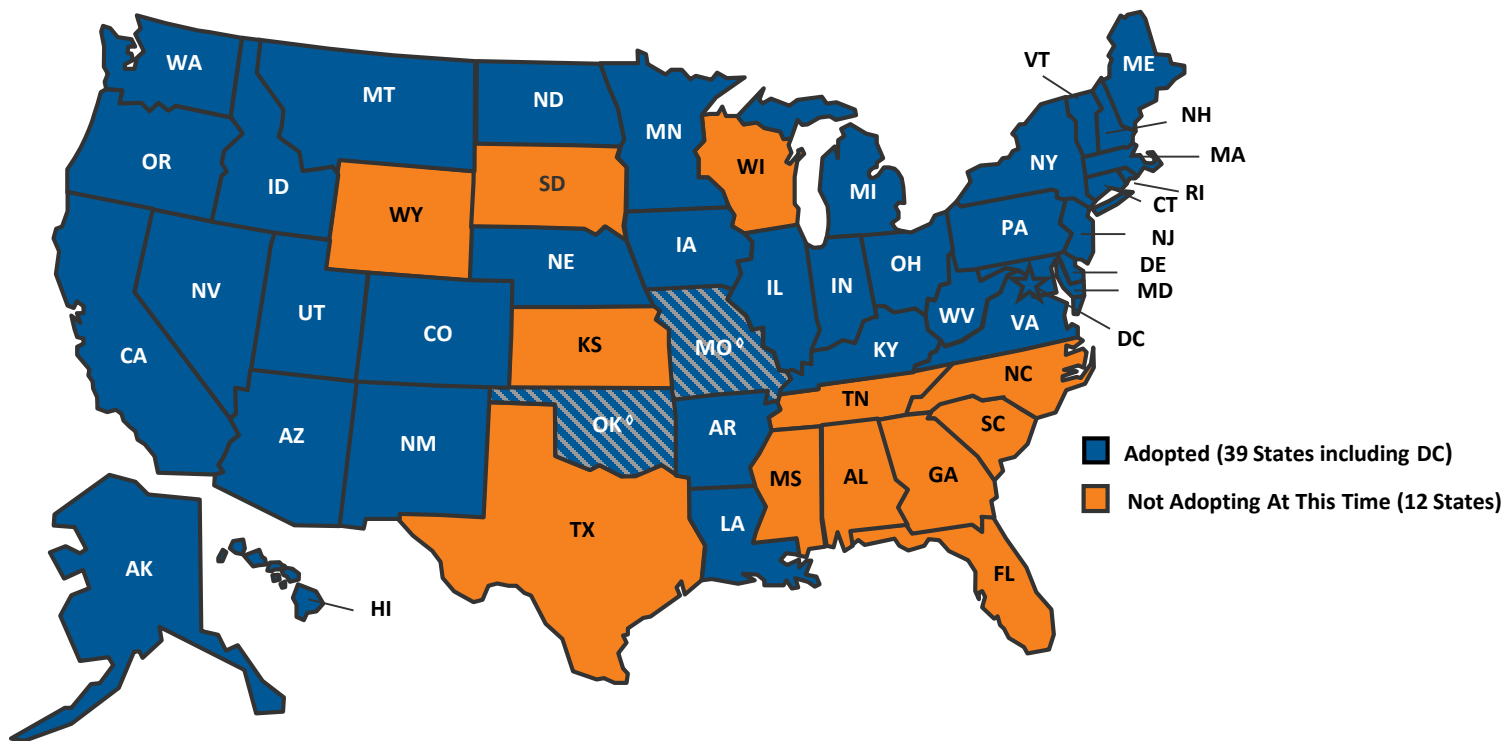 WA
MT
ND
MN
ME
VT
NH
OR
ID
SD
WI
NY
MA
MI
WY
RI
CT
PA
NJ
IA
NE
OH
DE
MD
NV
IL
IN
UT
CO
WV
VA
DC
CA
KS
MO◊
KY
NC
TN
AZ
NM
OK◊
AR
SC
MS
AL
GA
TX
LA
AK
FL
HI
Adopted (39 States including DC)
Not Adopting At This Time (12 States)